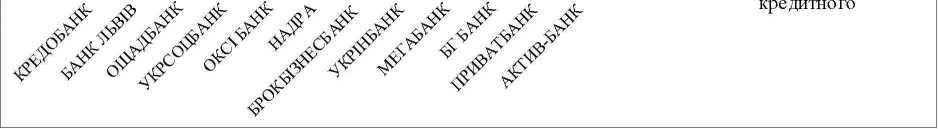 кредитного
КРЕДОБАНК
БАНК ЛЬВІВ
ОЩАДБАНК
УКРСОЦБАНК
ОКСІ БАНК
НАДРА
БРОКБІЗНЕСБАНК
УКРІНБАНК
МЕГАБАНК
БГ БАНК
ПРИВАТБАНК
АКТИВ-БАНК